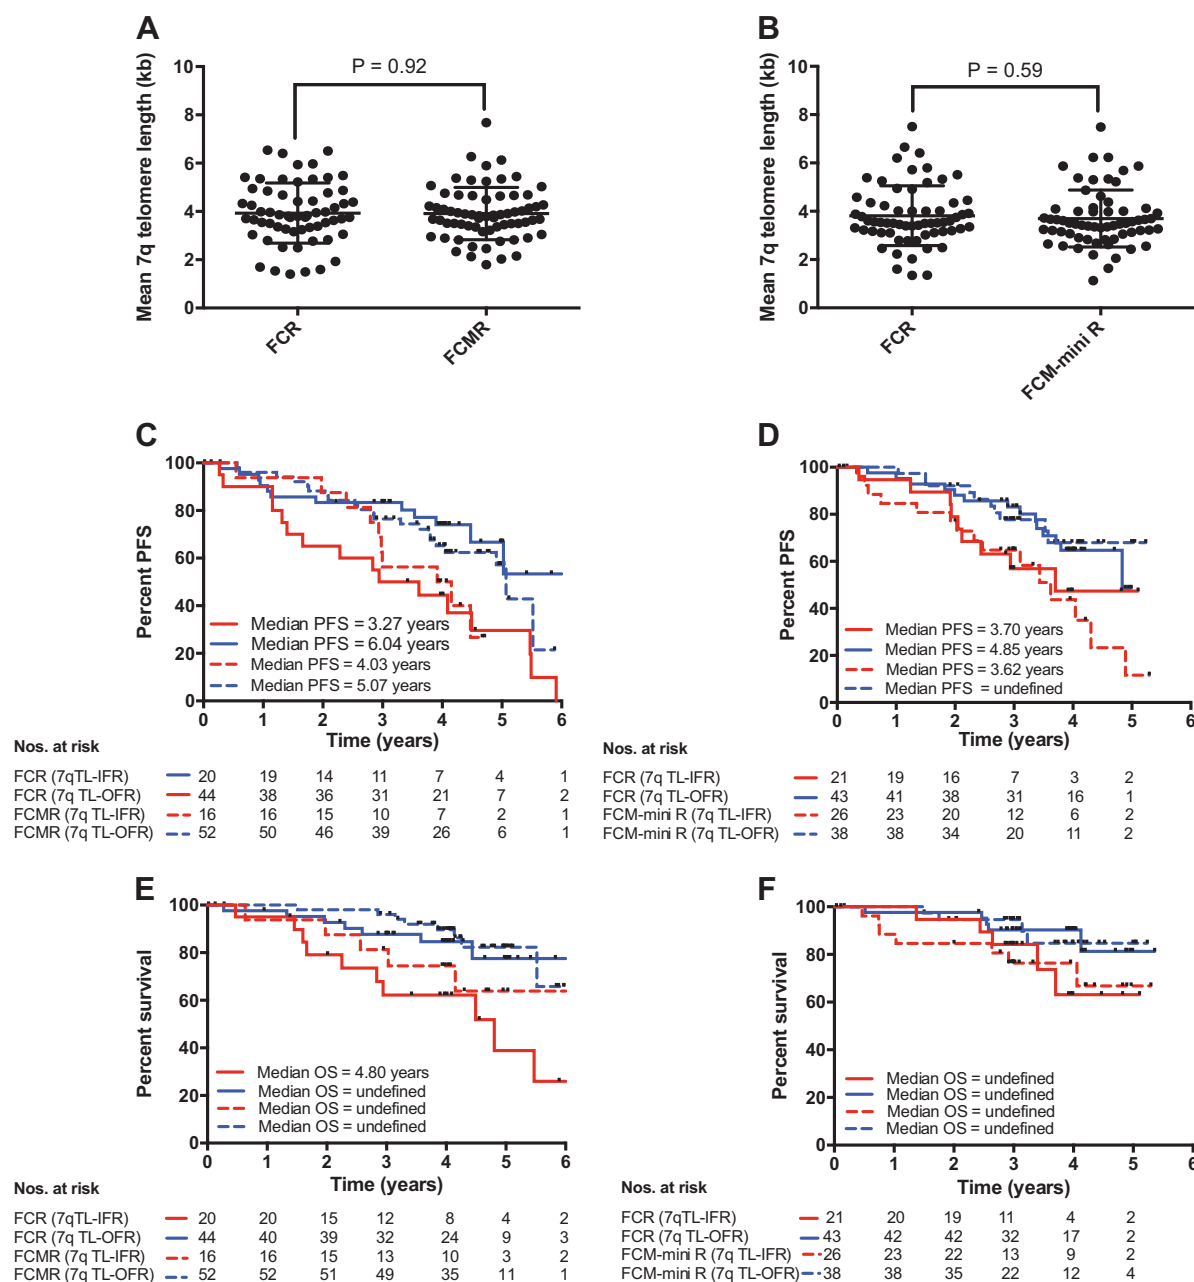 A
Mean 7q telomere length (kb)
10
8
6
4
2
0
P = 0.92
FCR
FCMR
B
Mean 7q telomere length (kb)
10
8
6
4
2
0
P = 0.59
FCR
FCM-mini R
C
Percent PFS
100
80
60
40
20
0
Median PFS = 3.27 years
Median PFS = 6.04 years
Median PFS = 4.03 years
Median PFS = 5.07 years
0 1 2 3 4 5 6
Time (years)
Nos. at risk
FCR (7qTL-IFR) 20 19 14 11 7 4 1
FCR (7q TL-OFR) 44 38 36 31 21 7 2
FCMR (7q TL-IFR) 16 16 15 10 7 2 1
FCMR (7q TL-OFR) 52 50 46 39 26 6 1
D
Percent PFS
100
80
60
40
20
0
Median PFS = 3.70 years
Median PFS = 4.85 years
Median PFS = 3.62 years
Median PFS = undefined
0 1 2 3 4 5 6
Time (years)
Nos. at risk
FCR (7q TL-IFR) 21 19 16 7 3 2
FCR (7q TL-OFR) 43 41 38 31 16 1
FCM-mini R (7q TL-IFR) 26 23 20 12 6 2
FCM-mini R (7q TL-OFR) 38 38 34 20 11 2
E
Percent survival
100
80
60
40
20
0
Median OS = 4.80 years
Median OS = undefined
Median OS = undefined
Median OS = undefined
0 1 2 3 4 5 6
Time (years)
Nos. at risk
FCR (7qTL-IFR) 20 20 15 12 8 4 2
FCR (7q TL-OFR) 44 40 39 32 24 9 3
FCMR (7q TL-IFR) 16 16 15 13 10 3 2
FCMR (7q TL-OFR) 52 52 51 49 35 11 1
F
Percent survival
100
80
60
40
20
0
Median OS = undefined
Median OS = undefined
Median OS = undefined
Median OS = undefined
0 1 2 3 4 5 6
Time (years)
Nos. at risk
FCR (7qTL-IFR) 21 20 19 11 4 2
FCR (7q TL-OFR) 43 42 42 32 17 2
FCM-mini R (7q TL-IFR) 26 23 22 13 9 2
FCM-mini R (7q TL-OFR) 38 38 35 22 12 4